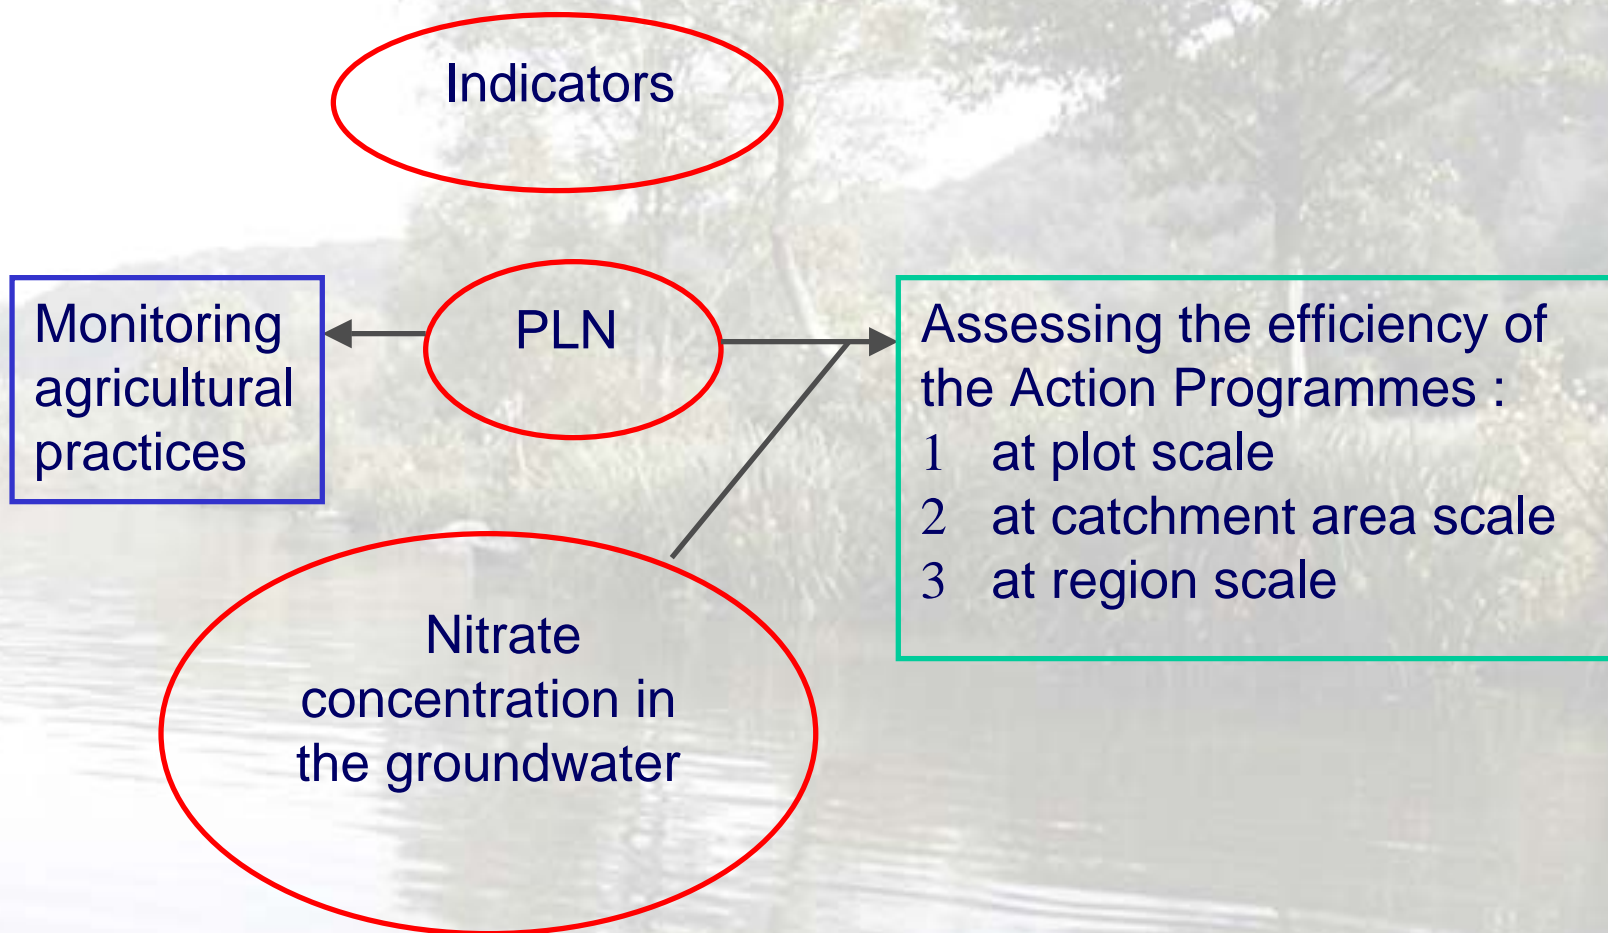 Indicators
Monitoring
agricultural
practices
PLN
Assessing the efficiency of
the Action Programmes :
1 at plot scale
2 at catchment area scale
3 at region scale
Nitrate
concentration in
the groundwater